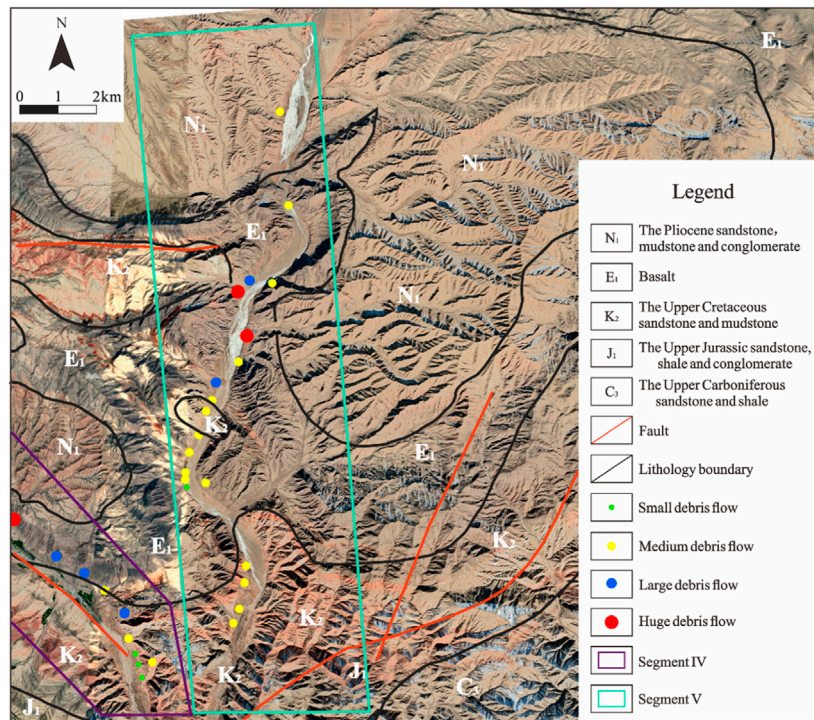 N
0 1 2km
E₁
N₁
N₁
E₁
K₂
N₁
E₁
K₂
N₁
E₁
K₂
E₁
K₂
K₂
K₂
J₁
C₃
J₁
Legend
N₁ The Pliocene sandstone, mudstone and conglomerate
E₁ Basalt
K₂ The Upper Cretaceous sandstone and mudstone
J₁ The Upper Jurassic sandstone, shale and conglomerate
C₃ The Upper Carboniferous sandstone and shale
Fault
Lithology boundary
Small debris flow
Medium debris flow
Large debris flow
Huge debris flow
Segment IV
Segment V